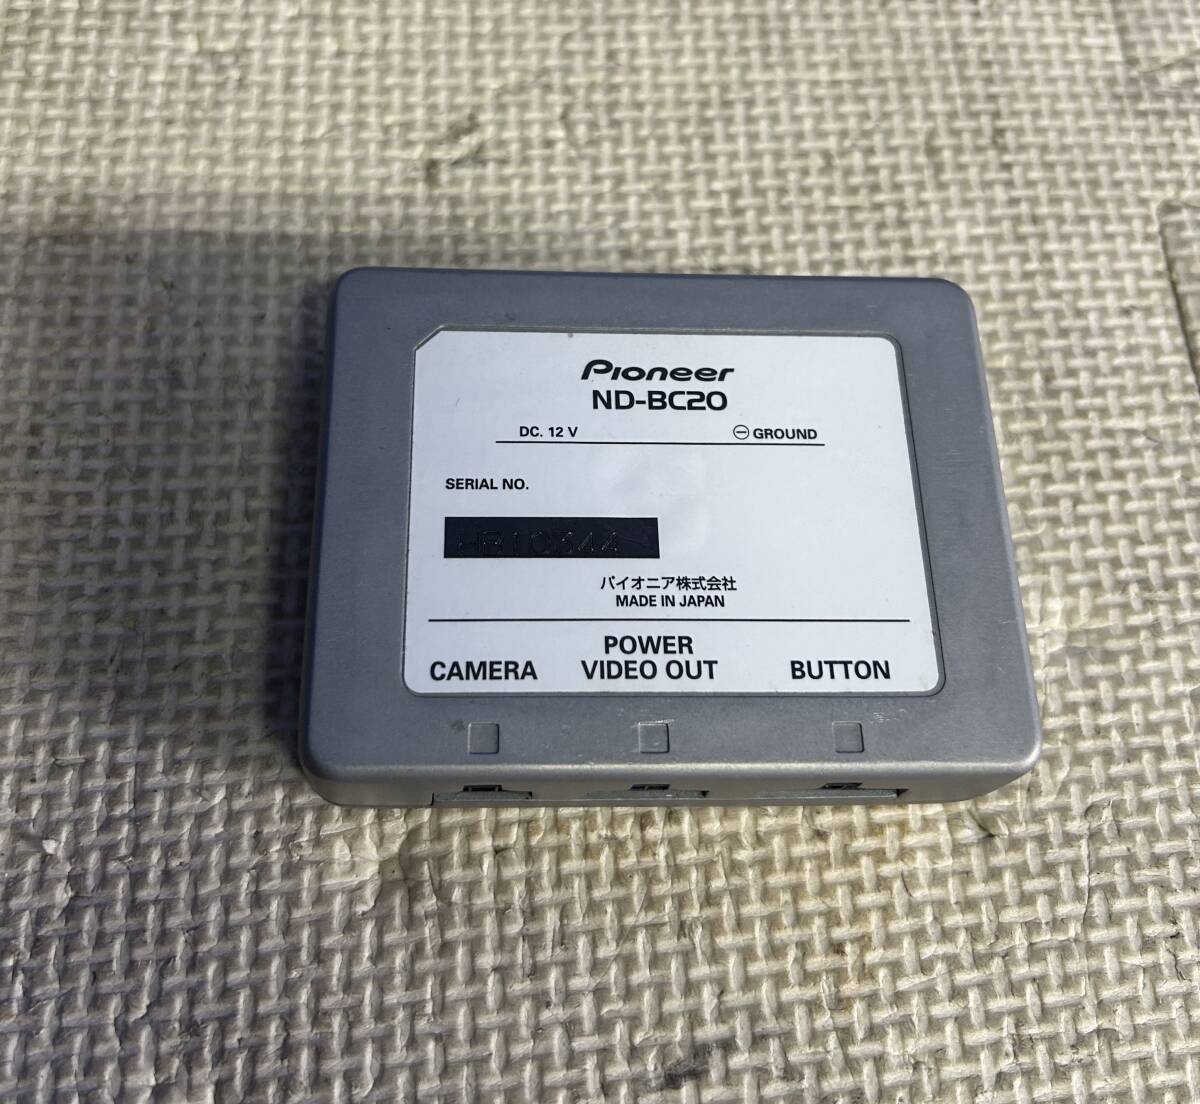 Pioneer
ND-BC20
DC. 12 V ⊖ GROUND
SERIAL NO.
パイオニア株式会社
MADE IN JAPAN
CAMERA POWER VIDEO OUT BUTTON